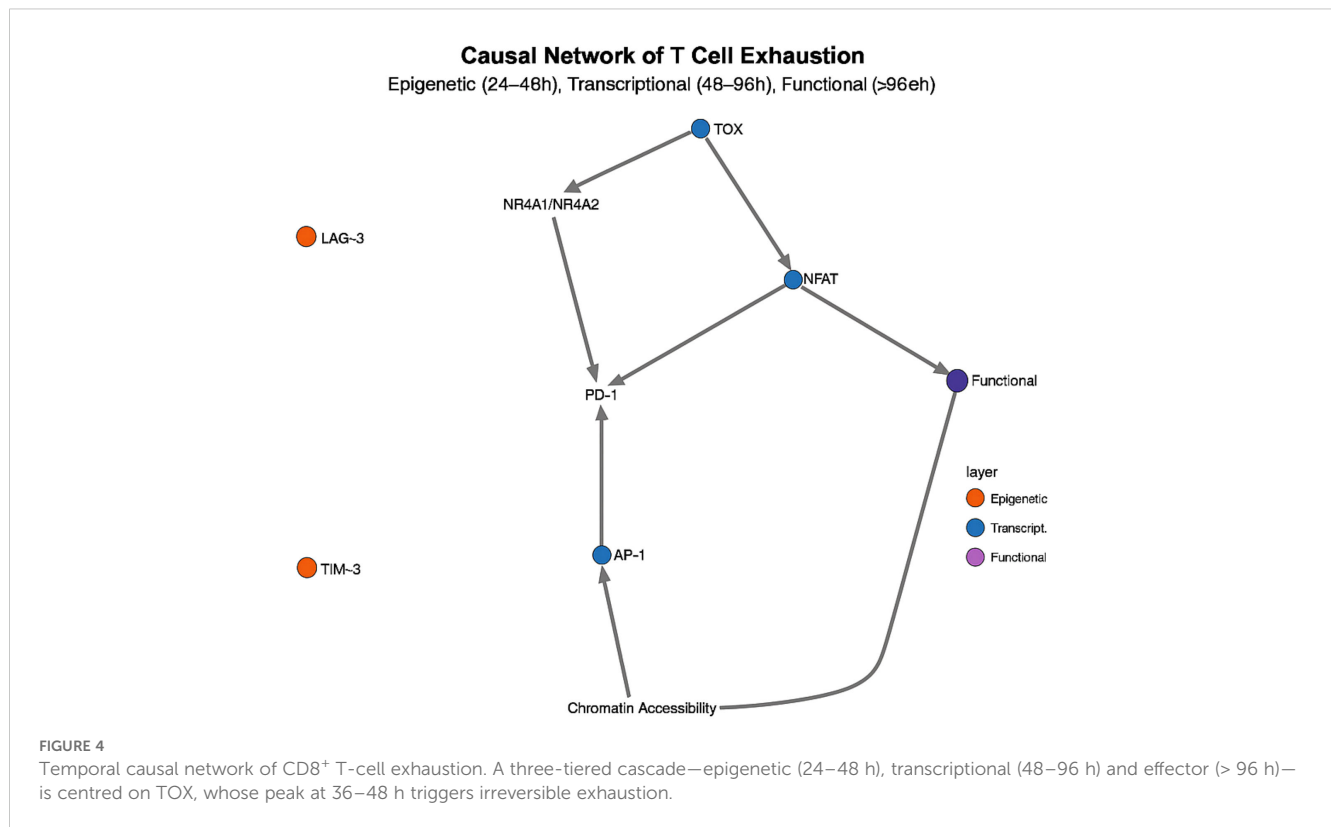 Causal Network of T Cell Exhaustion
Epigenetic (24–48h), Transcriptional (48–96h), Functional (>96eh)
TOX
NR4A1/NR4A2
LAG~3
NFAT
Functional
PD-1
layer
Epigenetic
Transcript.
Functional
AP-1
TIM~3
Chromatin Accessibility
FIGURE 4
Temporal causal network of CD8⁺ T-cell exhaustion. A three-tiered cascade—epigenetic (24–48 h), transcriptional (48–96 h) and effector (> 96 h)—
is centred on TOX, whose peak at 36–48 h triggers irreversible exhaustion.